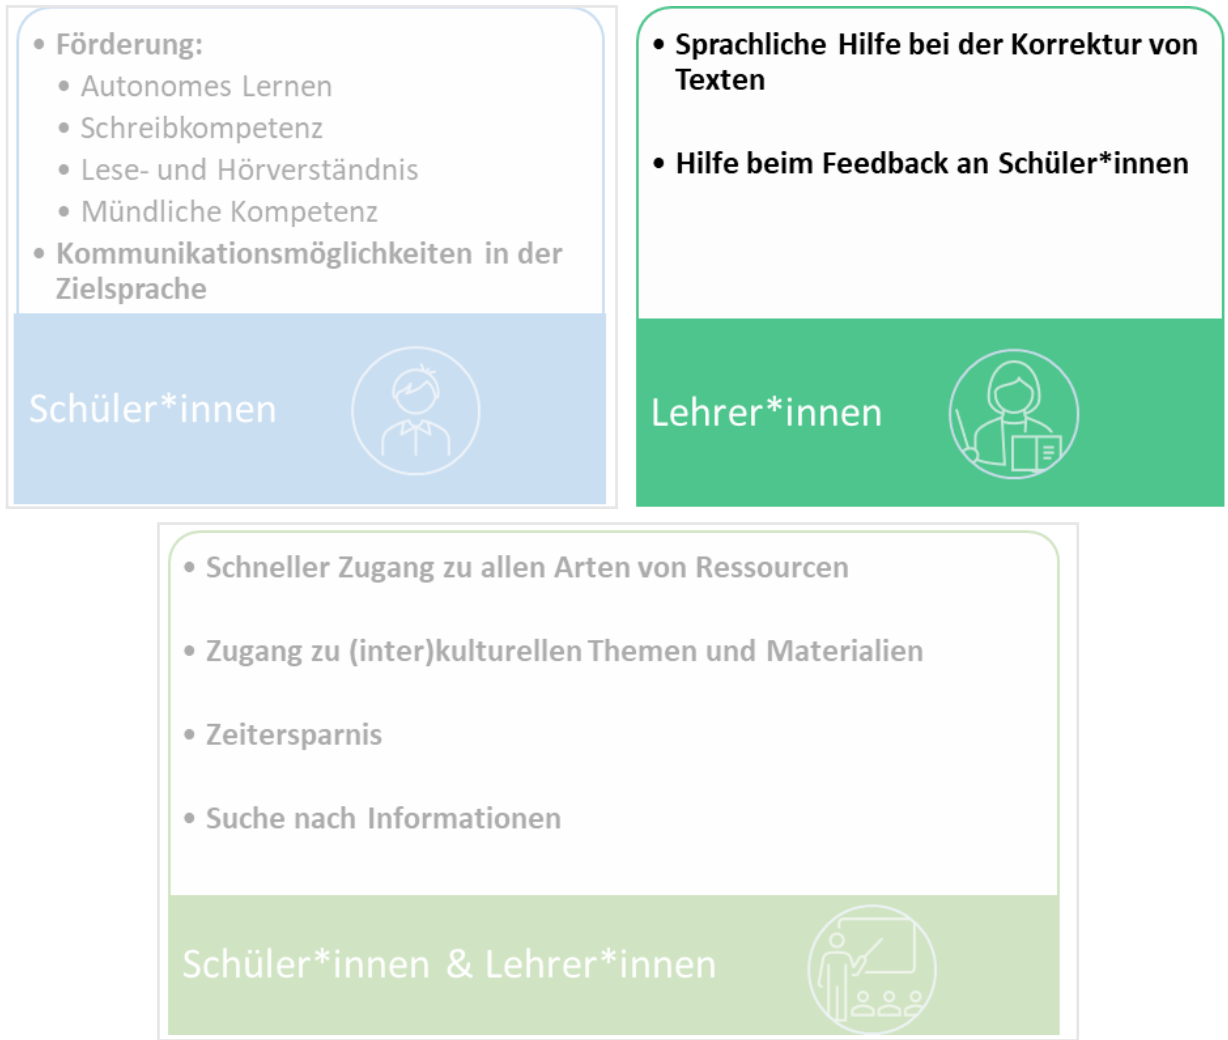 • Förderung:
• Autonomes Lernen
• Schreibkompetenz
• Lese- und Hörverständnis
• Mündliche Kompetenz
• Kommunikationsmöglichkeiten in der
Zielsprache
Schüler*innen
• Sprachliche Hilfe bei der Korrektur von
Texten
• Hilfe beim Feedback an Schüler*innen
Lehrer*innen
• Schneller Zugang zu allen Arten von Ressourcen
• Zugang zu (inter)kulturellen Themen und Materialien
• Zeitersparnis
• Suche nach Informationen
Schüler*innen & Lehrer*innen